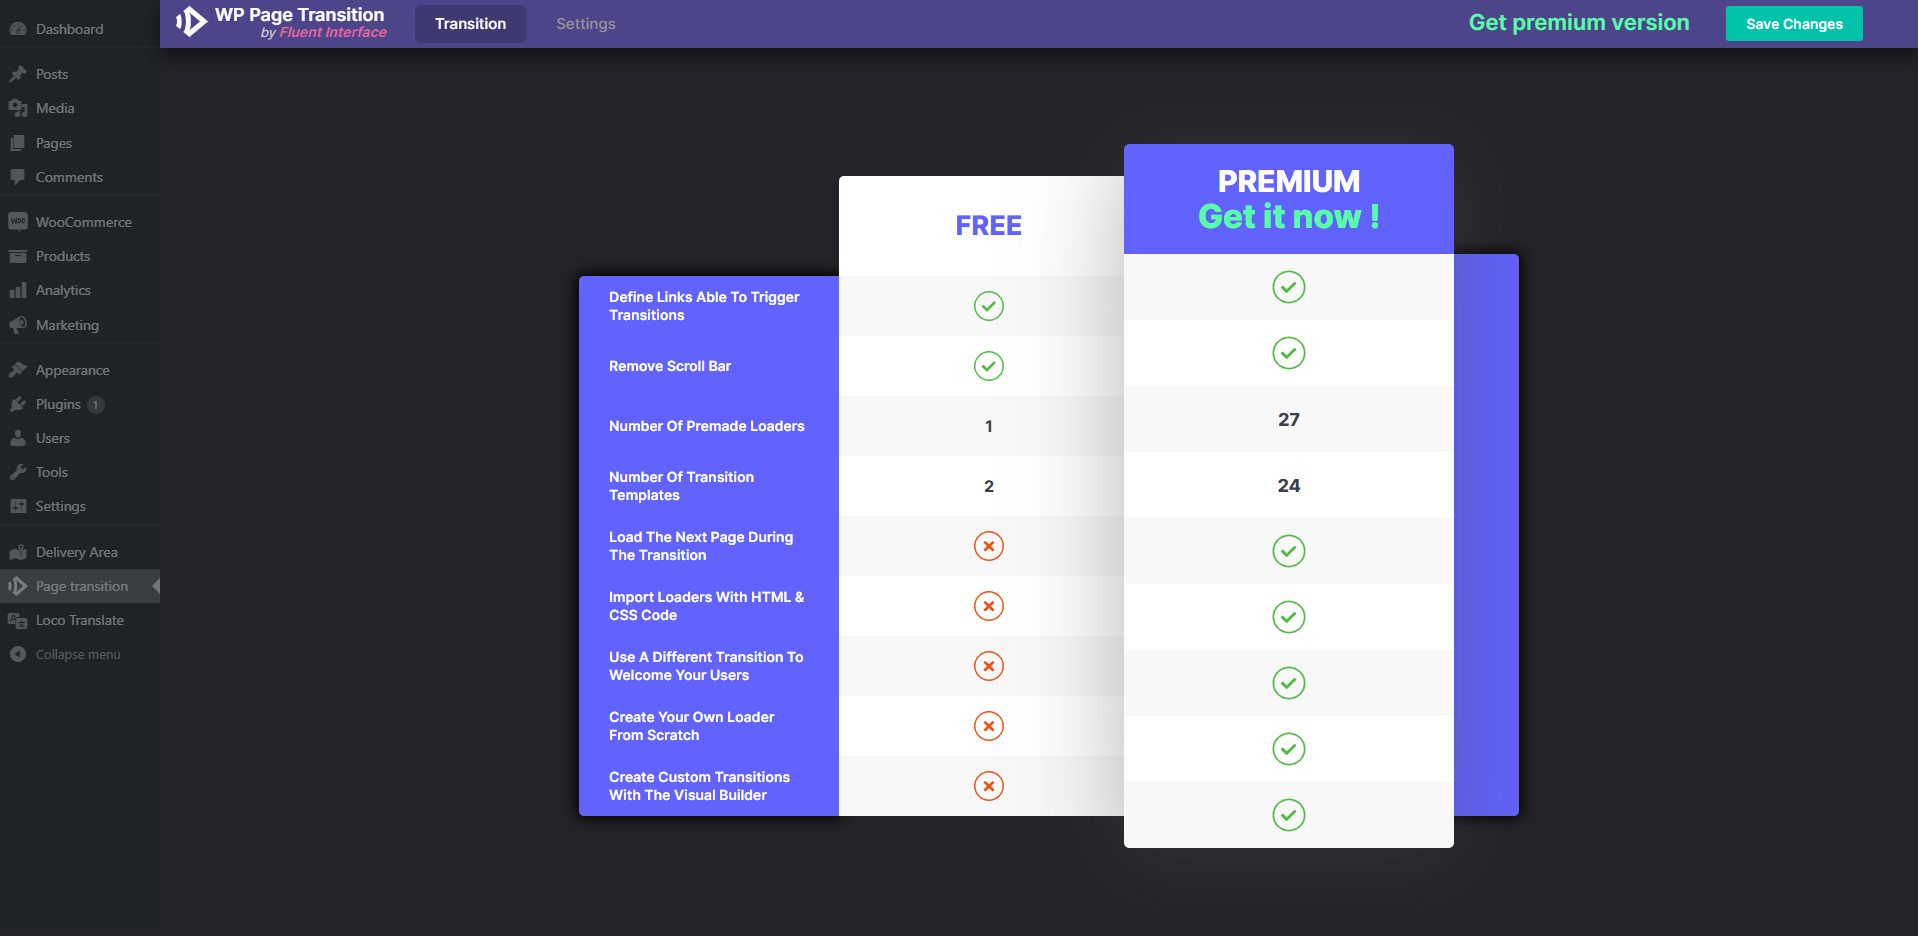 Dashboard
Posts
Media
Pages
Comments
WOO WooCommerce
Products
Analytics
Marketing
Appearance
Plugins 1
Users
Tools
Settings
Delivery Area
Page transition
Loco Translate
Collapse menu
WP Page Transition
by Fluent Interface
Transition
Settings
Get premium version
Save Changes
FREE
PREMIUM
Get it now !
Define Links Able To Trigger
Transitions
Remove Scroll Bar
Number Of Premade Loaders
1
27
Number Of Transition
Templates
2
24
Load The Next Page During
The Transition
Import Loaders With HTML &
CSS Code
Use A Different Transition To
Welcome Your Users
Create Your Own Loader
From Scratch
Create Custom Transitions
With The Visual Builder